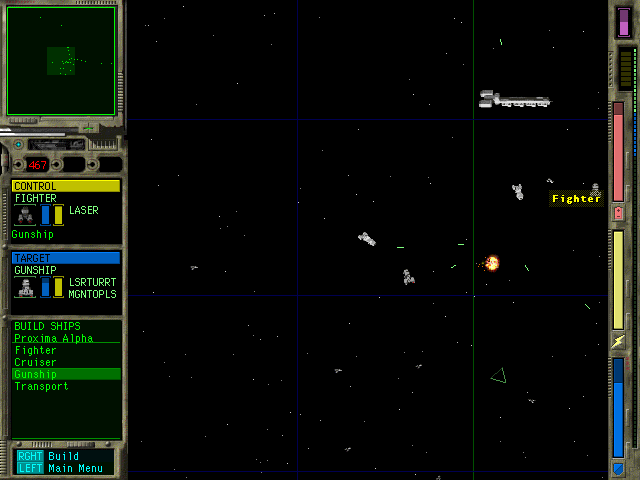 467
CONTROL
FIGHTER
LASER
Gunship
TARGET
GUNSHIP
LSRTURRT
MGNTOPLS
BUILD SHIPS
Proxima Alpha
Fighter
Cruiser
Gunship
Transport
RGHT Build
LEFT Main Menu
Fighter